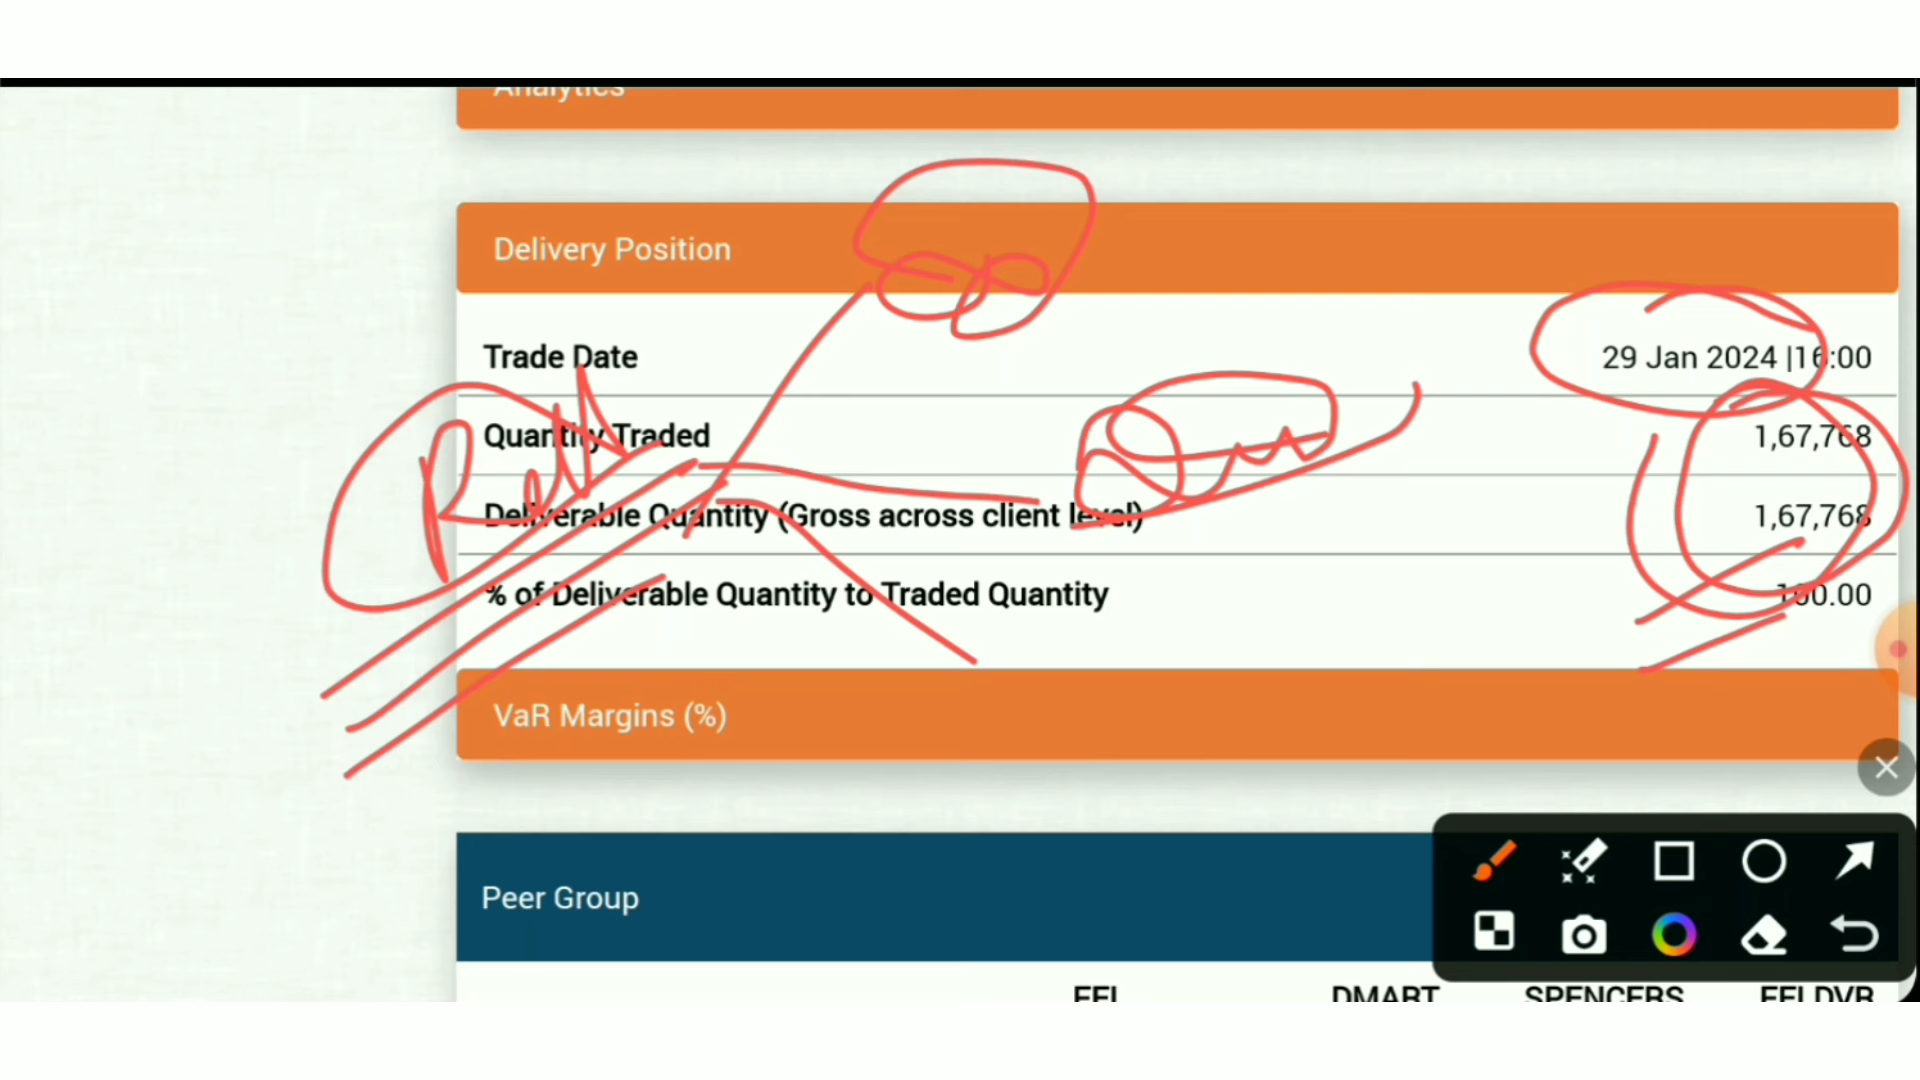 Analytics
Delivery Position
Trade Date 29 Jan 2024 |16:00
Quantity Traded 1,67,768
Deliverable Quantity (Gross across client level) 1,67,768
% of Deliverable Quantity to Traded Quantity 100.00
VaR Margins (%)
Peer Group
FEL DMART SPENCERS FELDVR